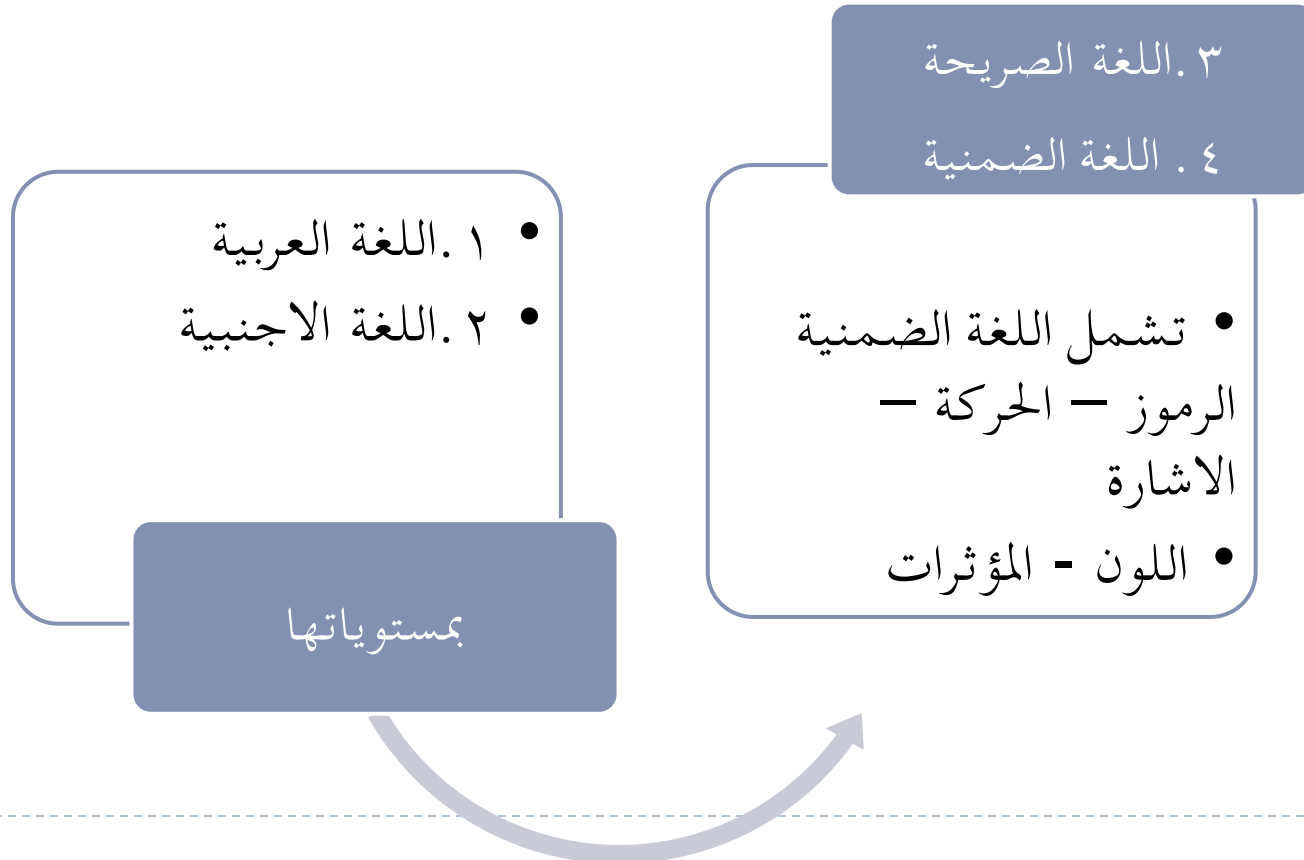 ١ .اللغة العربية
٢ .اللغة الاجنبية
بمستوياتها
٣ .اللغة الصريحة
٤ . اللغة الضمنية
تشمل اللغة الضمنية
الرموز – الحركة –
الاشارة
اللون - المؤثرات